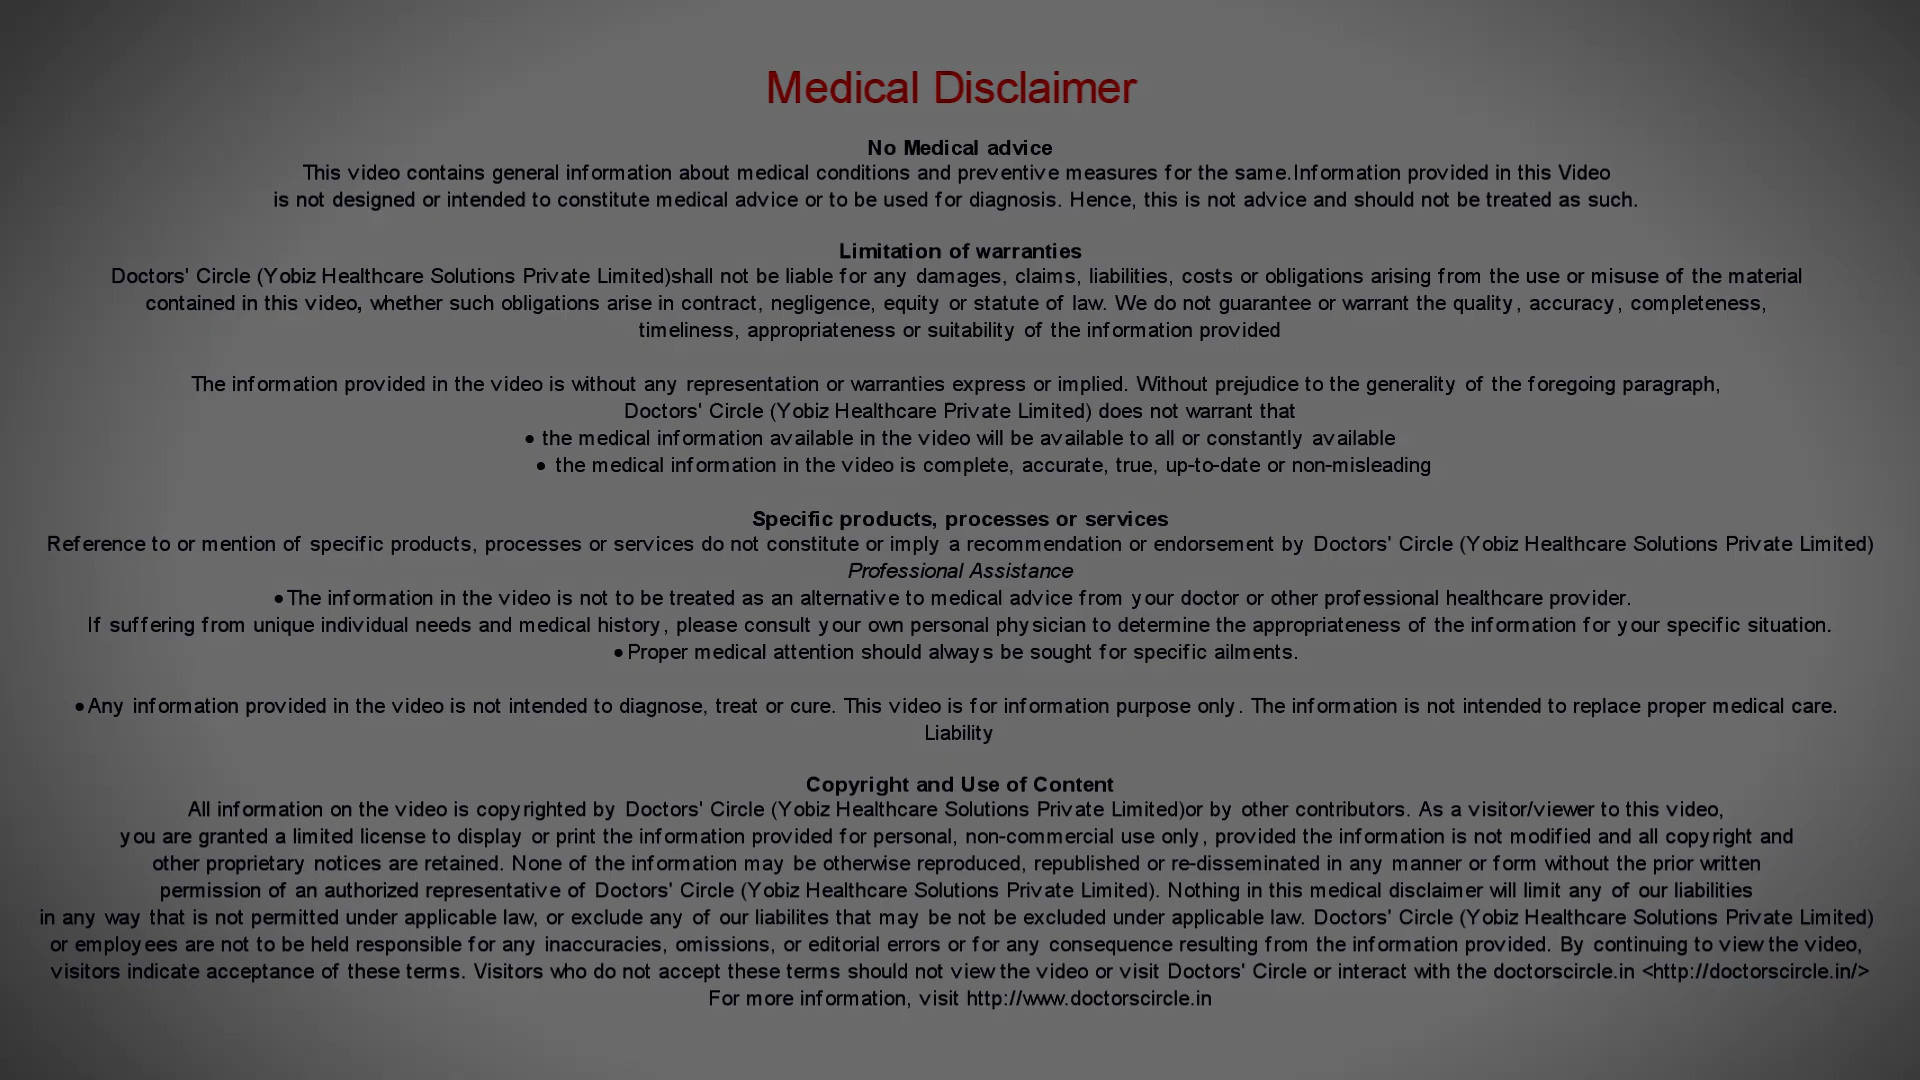 Medical Disclaimer
No Medical advice
This video contains general information about medical conditions and preventive measures for the same.Information provided in this Video
is not designed or intended to constitute medical advice or to be used for diagnosis. Hence, this is not advice and should not be treated as such.
Limitation of warranties
Doctors' Circle (Yobiz Healthcare Solutions Private Limited)shall not be liable for any damages, claims, liabilities, costs or obligations arising from the use or misuse of the material
contained in this video, whether such obligations arise in contract, negligence, equity or statute of law. We do not guarantee or warrant the quality, accuracy, completeness,
timeliness, appropriateness or suitability of the information provided
The information provided in the video is without any representation or warranties express or implied. Without prejudice to the generality of the foregoing paragraph,
Doctors' Circle (Yobiz Healthcare Private Limited) does not warrant that
• the medical information available in the video will be available to all or constantly available
• the medical information in the video is complete, accurate, true, up-to-date or non-misleading
Specific products, processes or services
Reference to or mention of specific products, processes or services do not constitute or imply a recommendation or endorsement by Doctors' Circle (Yobiz Healthcare Solutions Private Limited)
Professional Assistance
•The information in the video is not to be treated as an alternative to medical advice from your doctor or other professional healthcare provider.
If suffering from unique individual needs and medical history, please consult your own personal physician to determine the appropriateness of the information for your specific situation.
•Proper medical attention should always be sought for specific ailments.
•Any information provided in the video is not intended to diagnose, treat or cure. This video is for information purpose only. The information is not intended to replace proper medical care.
Liability
Copyright and Use of Content
All information on the video is copyrighted by Doctors' Circle (Yobiz Healthcare Solutions Private Limited)or by other contributors. As a visitor/viewer to this video,
you are granted a limited license to display or print the information provided for personal, non-commercial use only, provided the information is not modified and all copyright and
other proprietary notices are retained. None of the information may be otherwise reproduced, republished or re-disseminated in any manner or form without the prior written
permission of an authorized representative of Doctors' Circle (Yobiz Healthcare Solutions Private Limited). Nothing in this medical disclaimer will limit any of our liabilities
in any way that is not permitted under applicable law, or exclude any of our liabilites that may be not be excluded under applicable law. Doctors' Circle (Yobiz Healthcare Solutions Private Limited)
or employees are not to be held responsible for any inaccuracies, omissions, or editorial errors or for any consequence resulting from the information provided. By continuing to view the video,
visitors indicate acceptance of these terms. Visitors who do not accept these terms should not view the video or visit Doctors' Circle or interact with the doctorscircle.in <http://doctorscircle.in/>
For more information, visit http://www.doctorscircle.in